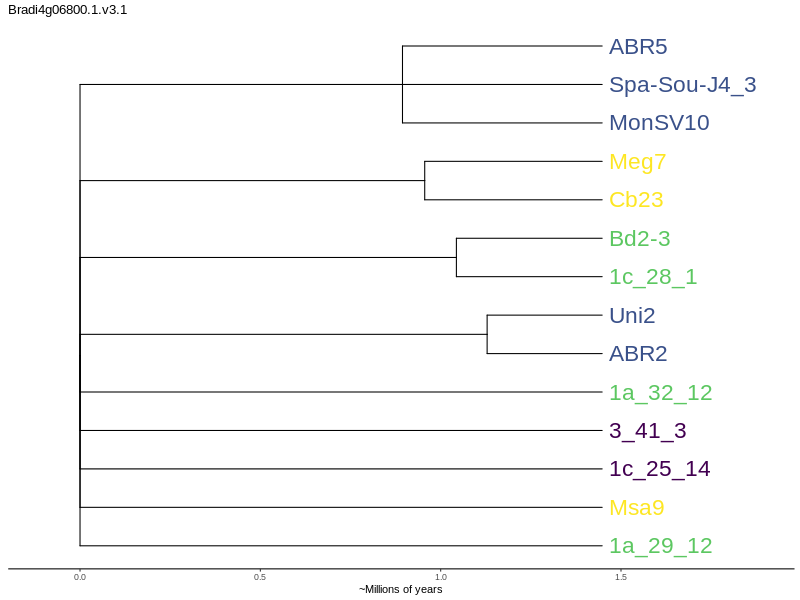 Bradi4g06800.1.v3.1
ABR5
Spa-Sou-J4_3
MonSV10
Meg7
Cb23
Bd2-3
1c_28_1
Uni2
ABR2
1a_32_12
3_41_3
1c_25_14
Msa9
1a_29_12
0.0 0.5 1.0 1.5
~Millions of years